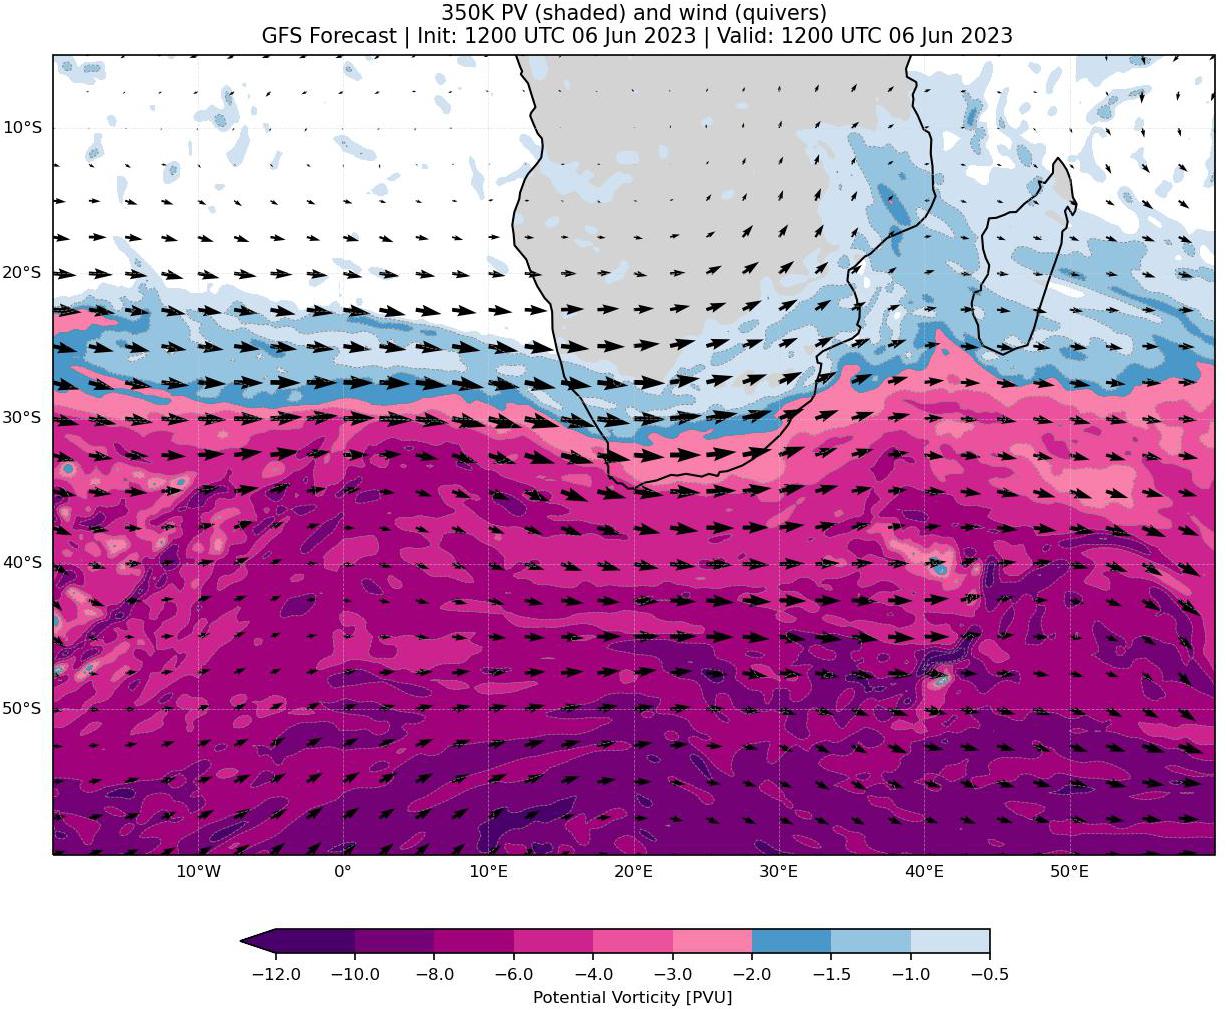 350K PV (shaded) and wind (quivers)
GFS Forecast | Init: 1200 UTC 06 Jun 2023 | Valid: 1200 UTC 06 Jun 2023
10°S
20°S
30°S
40°S
50°S
10°W 0° 10°E 20°E 30°E 40°E 50°E
−12.0 −10.0 −8.0 −6.0 −4.0 −3.0 −2.0 −1.5 −1.0 −0.5
Potential Vorticity [PVU]